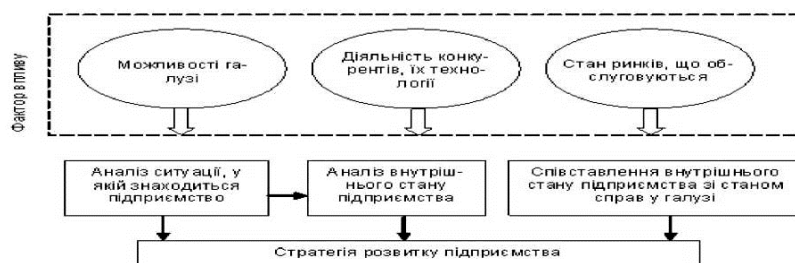 Фактор впливу
Можливості га-
лузі
Діяльність конку-
рентів, їх техно-
логії
Стан ринків, що об-
слуговуються
Аналіз ситуації, у
якій знаходиться
підприємство
Аналіз внутріш-
нього стану
підприємства
Співставлення внутрішнього
стану підприємства зі станом
справ у галузі
Стратегія розвитку підприємства